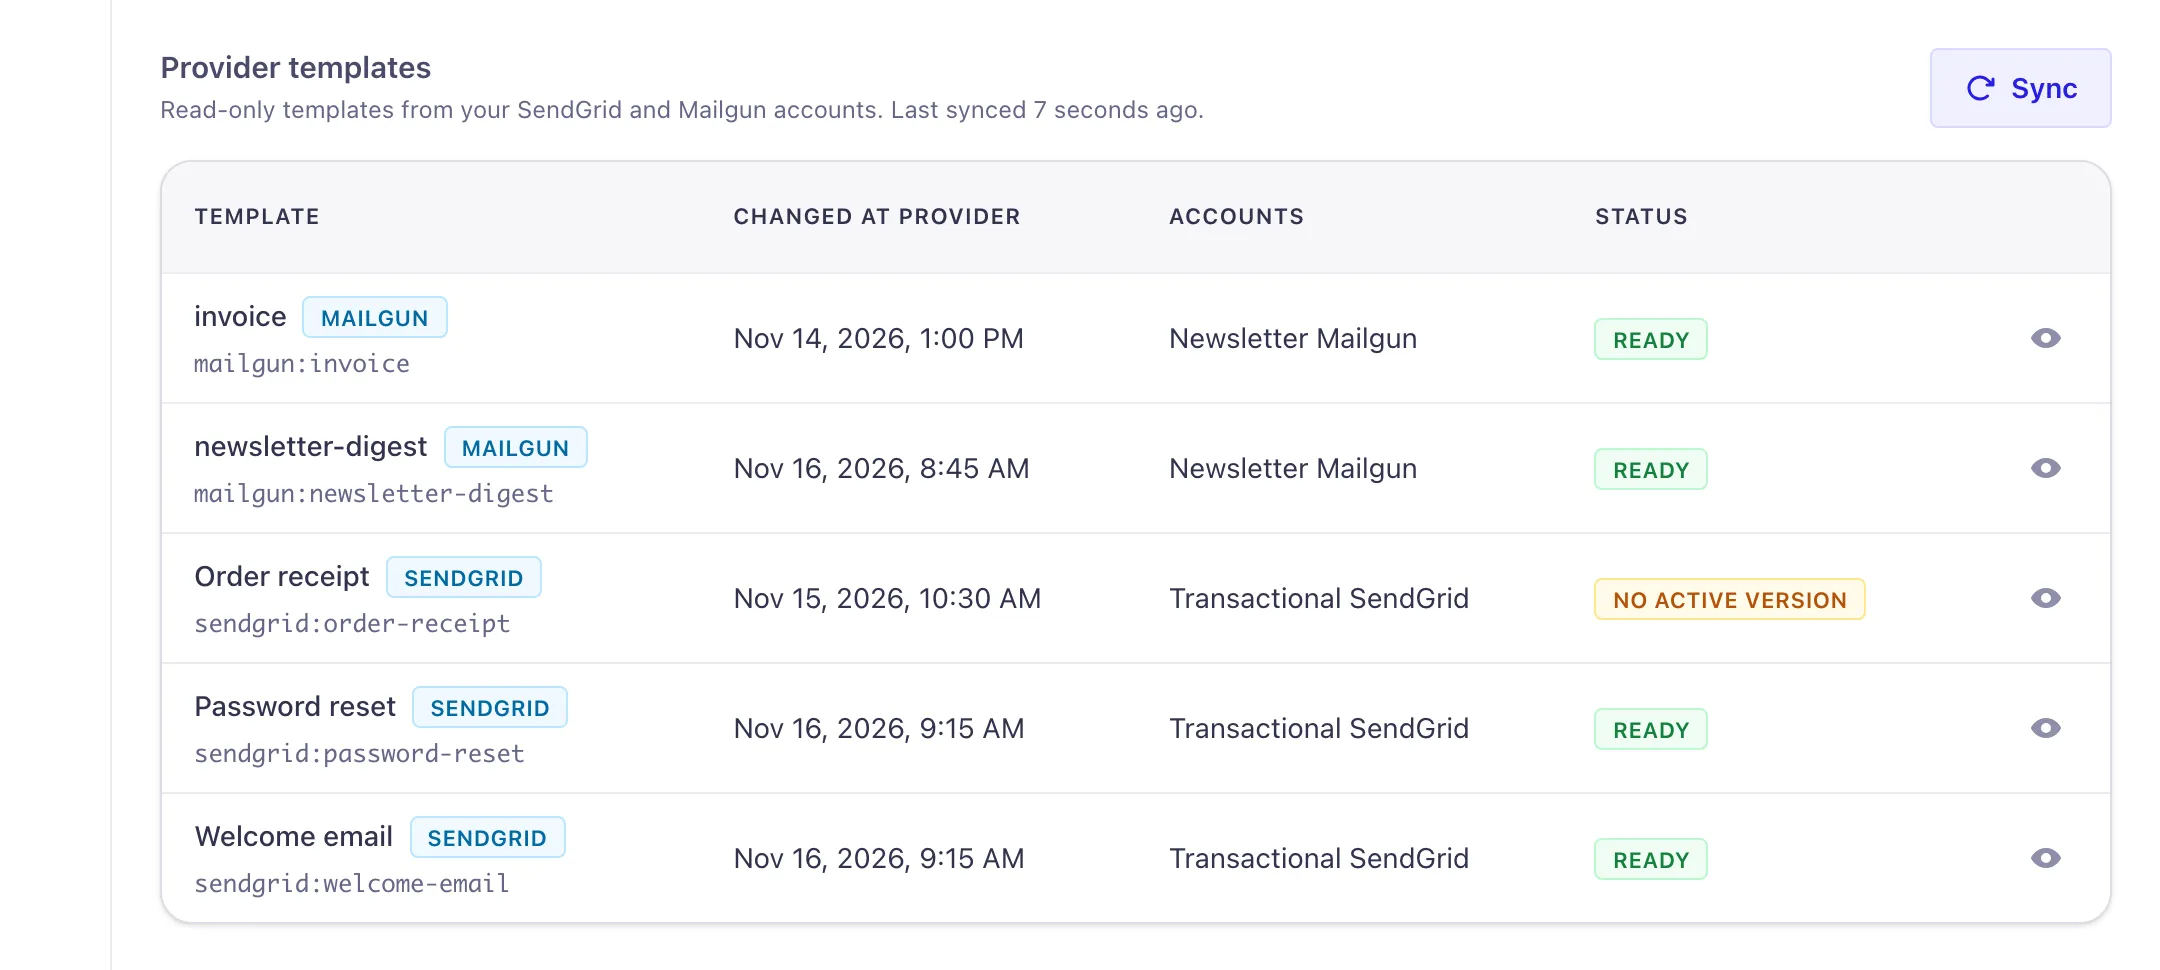 Provider templates
Read-only templates from your SendGrid and Mailgun accounts. Last synced 7 seconds ago.
Sync
TEMPLATE CHANGED AT PROVIDER ACCOUNTS STATUS
invoice MAILGUN
mailgun:invoice
Nov 14, 2026, 1:00 PM Newsletter Mailgun READY
newsletter-digest MAILGUN
mailgun:newsletter-digest
Nov 16, 2026, 8:45 AM Newsletter Mailgun READY
Order receipt SENDGRID
sendgrid:order-receipt
Nov 15, 2026, 10:30 AM Transactional SendGrid NO ACTIVE VERSION
Password reset SENDGRID
sendgrid:password-reset
Nov 16, 2026, 9:15 AM Transactional SendGrid READY
Welcome email SENDGRID
sendgrid:welcome-email
Nov 16, 2026, 9:15 AM Transactional SendGrid READY